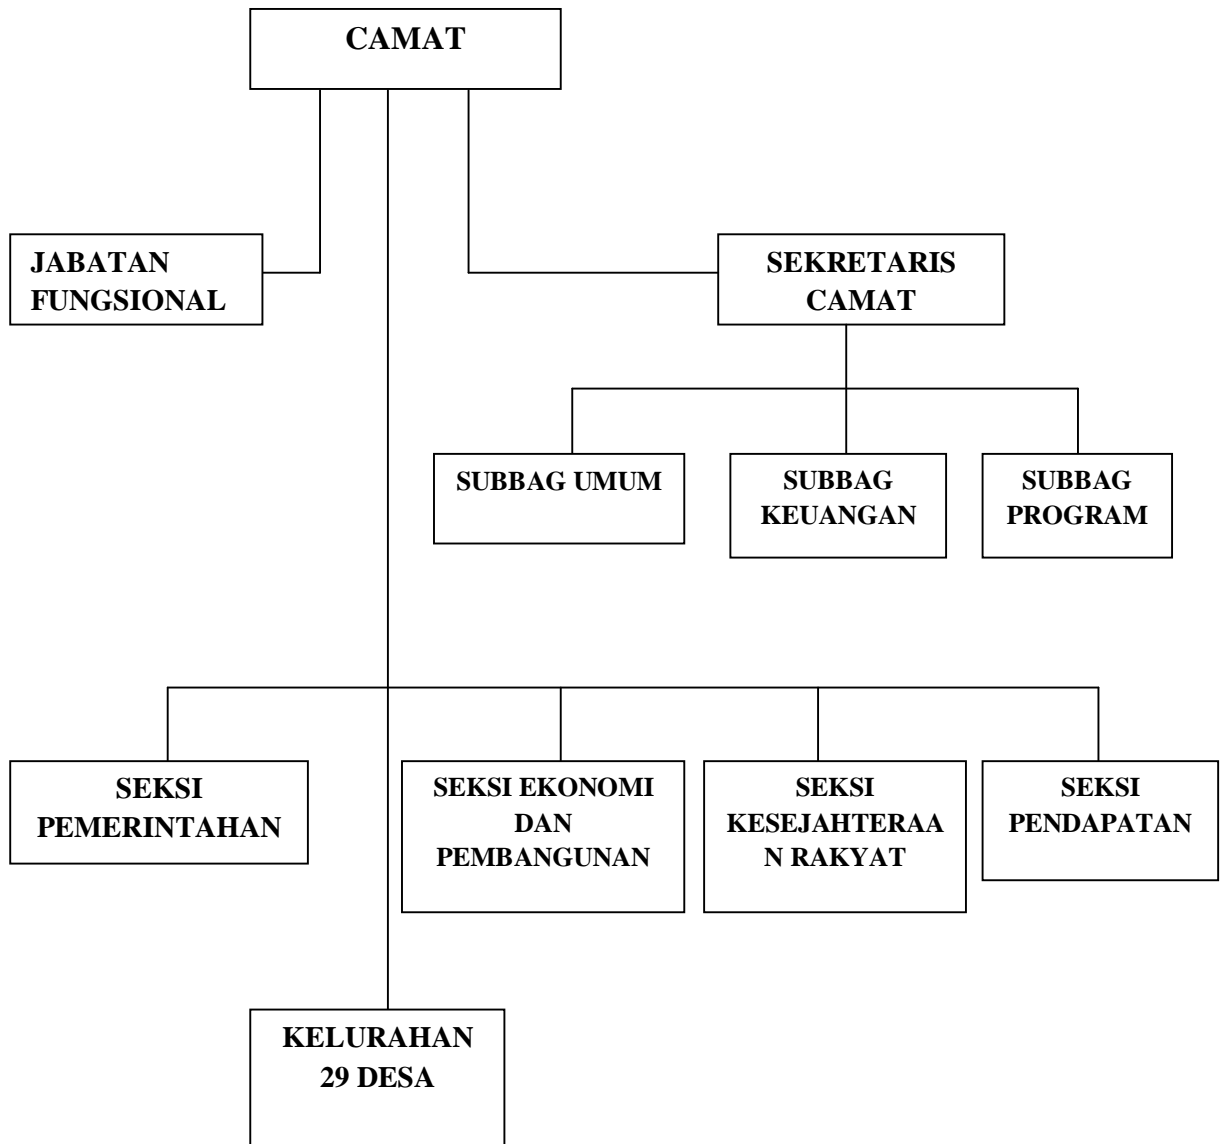 CAMAT
JABATAN
FUNGSIONAL
SEKRETARIS
CAMAT
SUBBAG UMUM
SUBBAG
KEUANGAN
SUBBAG
PROGRAM
SEKSI
PEMERINTAHAN
SEKSI EKONOMI
DAN
PEMBANGUNAN
SEKSI
KESEJAHTERAA
N RAKYAT
SEKSI
PENDAPATAN
KELURAHAN
29 DESA